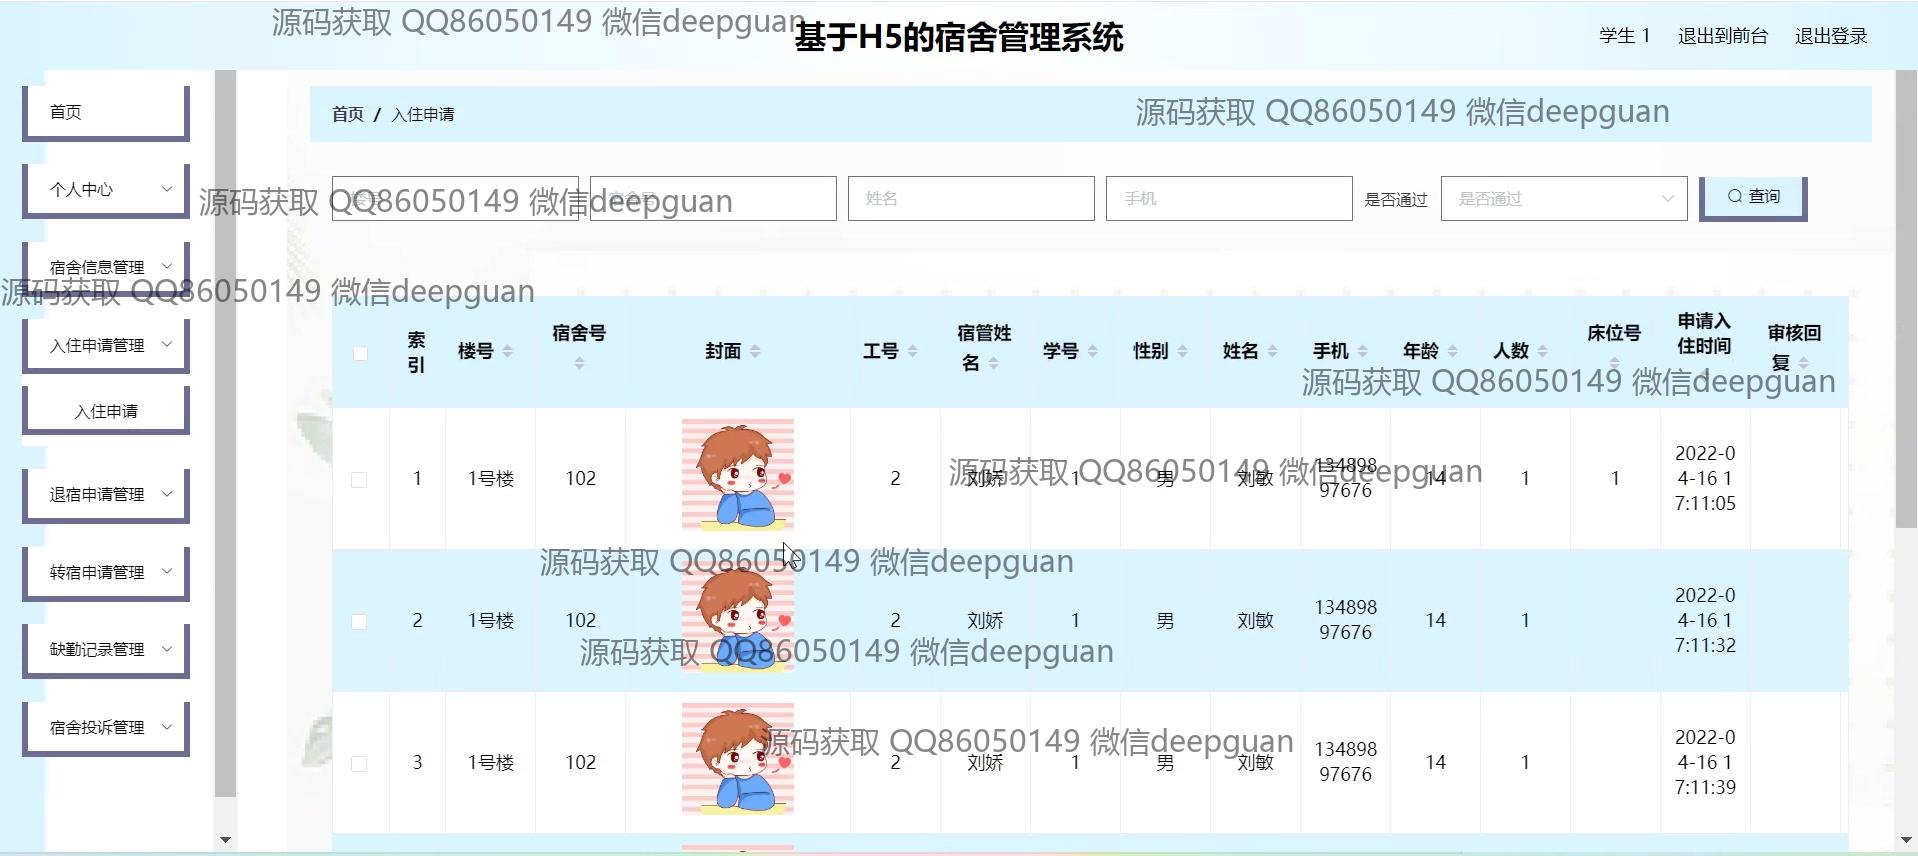 源码获取 QQ86050149 微信deepguan
基于H5的宿舍管理系统
学生 1 退出到前台 退出登录
首页
个人中心
宿舍信息管理
入住申请管理
入住申请
退宿申请管理
转宿申请管理
缺勤记录管理
宿舍投诉管理
首页 / 入住申请
源码获取 QQ86050149 微信deepguan
姓名 手机 是否通过 是否通过 查询
源码获取 QQ86050149 微信deepguan
源码获取 QQ86050149 微信deepguan
索引 楼号 宿舍号 封面 工号 宿管姓名 学号 性别 姓名 手机 年龄 人数 床位号 申请入住时间 审核回复
源码获取 QQ86050149 微信deepguan
1 1号楼 102 2 刘娇 1 男 刘敏 13489897676 14 1 1 2022-04-16 17:11:05
源码获取 QQ86050149 微信deepguan
源码获取 QQ86050149 微信deepguan
2 1号楼 102 2 刘娇 1 男 刘敏 13489897676 14 1 2022-04-16 17:11:32
源码获取 QQ86050149 微信deepguan
源码获取 QQ86050149 微信deepguan
3 1号楼 102 2 刘娇 1 男 刘敏 13489897676 14 1 2022-04-16 17:11:39